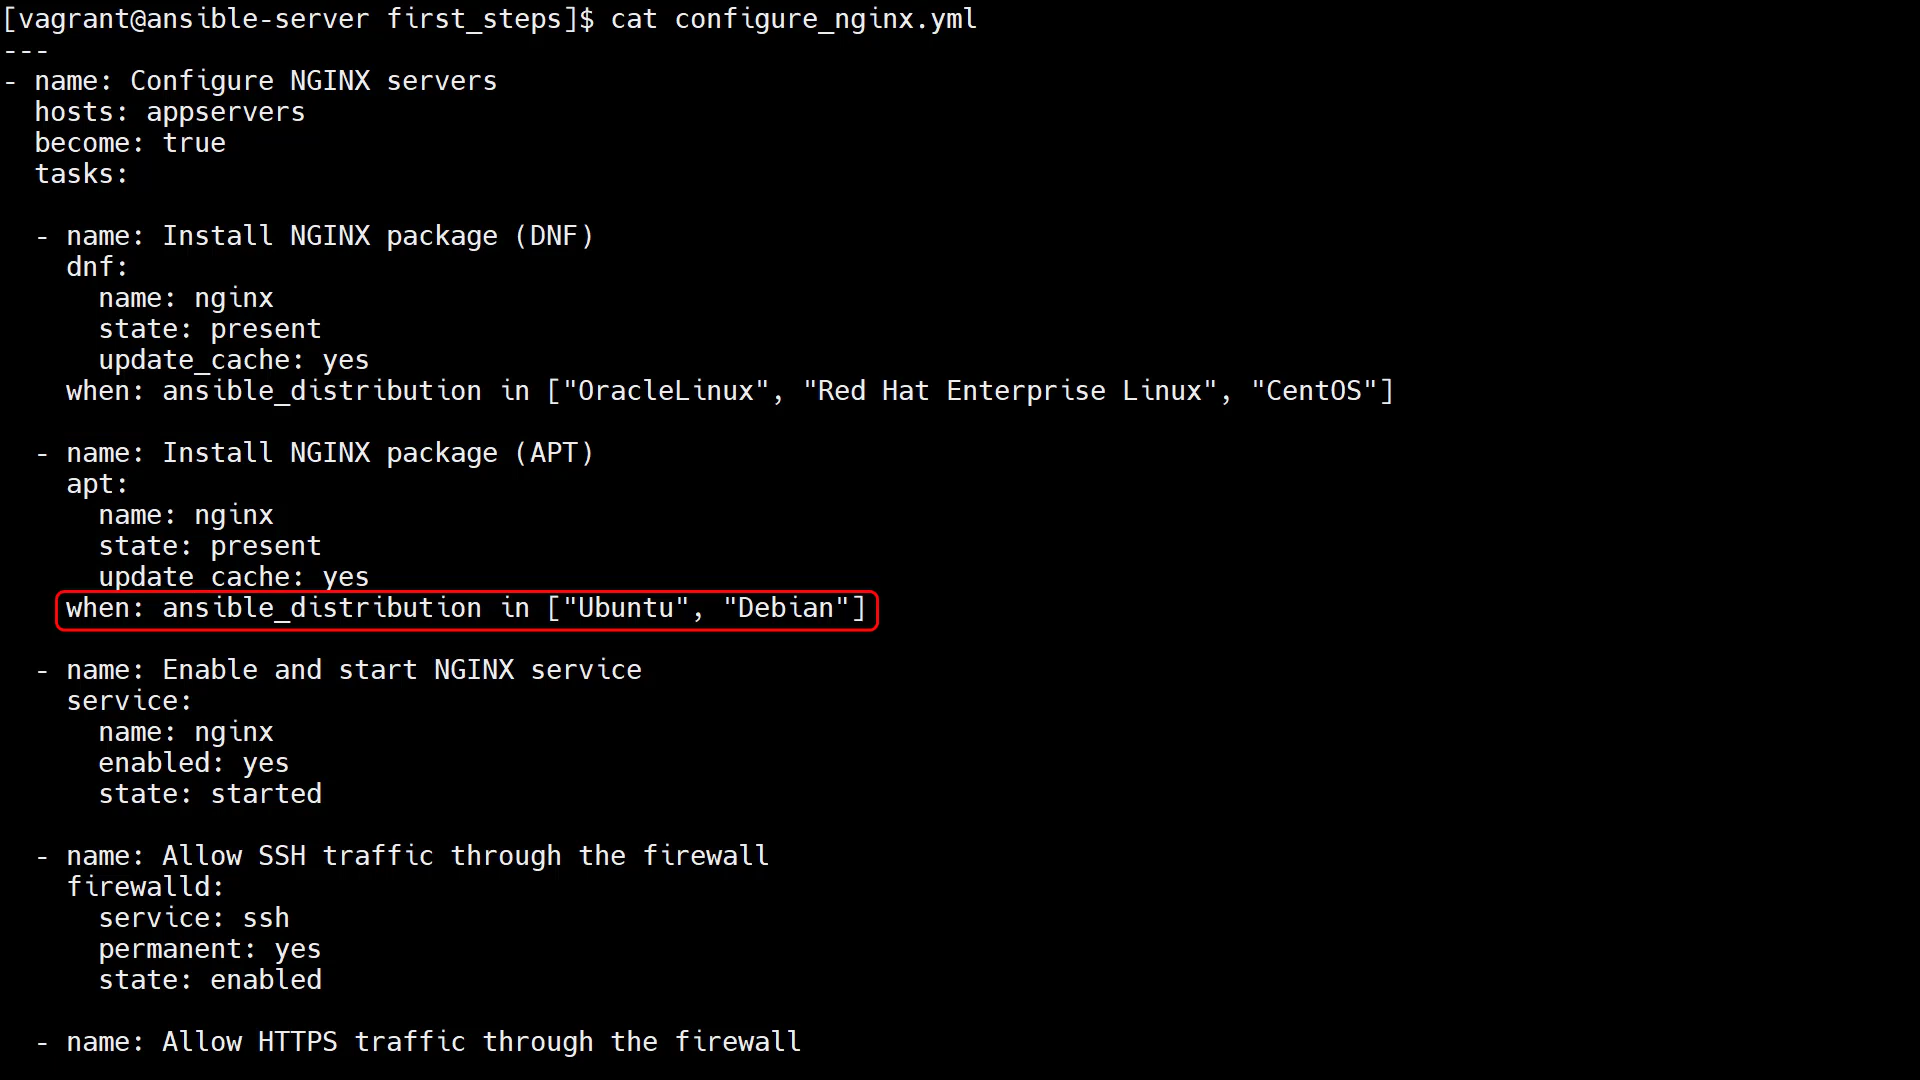 [vagrant@ansible-server first_steps]$ cat configure_nginx.yml
---
- name: Configure NGINX servers
  hosts: appservers
  become: true
  tasks:

  - name: Install NGINX package (DNF)
    dnf:
      name: nginx
      state: present
      update_cache: yes
    when: ansible_distribution in ["OracleLinux", "Red Hat Enterprise Linux", "CentOS"]

  - name: Install NGINX package (APT)
    apt:
      name: nginx
      state: present
      update_cache: yes
    when: ansible_distribution in ["Ubuntu", "Debian"]

  - name: Enable and start NGINX service
    service:
      name: nginx
      enabled: yes
      state: started

  - name: Allow SSH traffic through the firewall
    firewalld:
      service: ssh
      permanent: yes
      state: enabled

  - name: Allow HTTPS traffic through the firewall